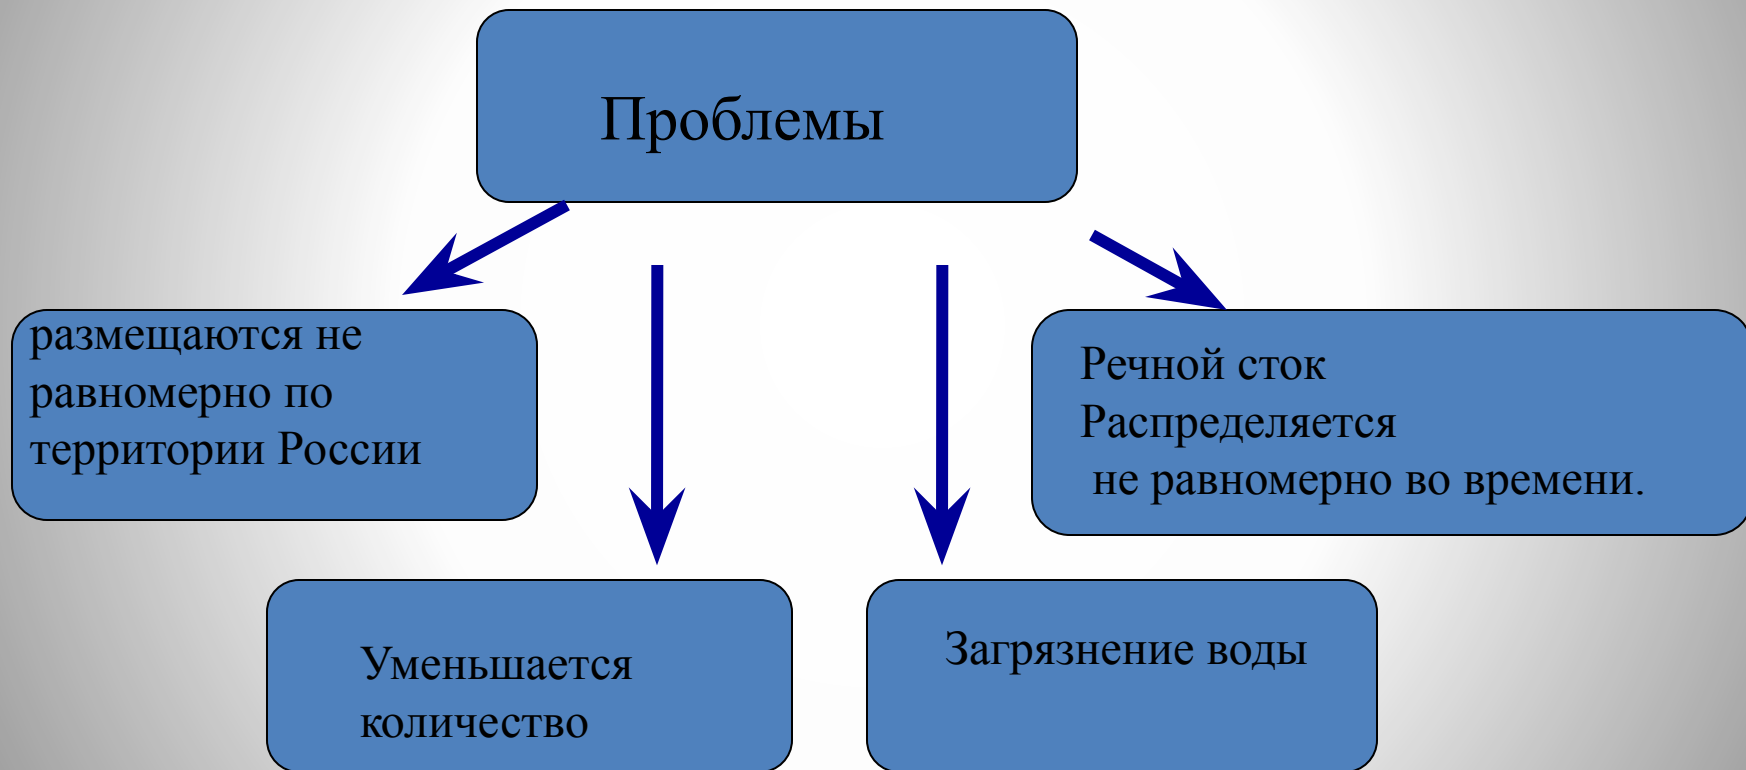 Проблемы
размещаются не
равномерно по
территории России
Речной сток
Распределяется
не равномерно во времени.
Уменьшается
количество
Загрязнение воды